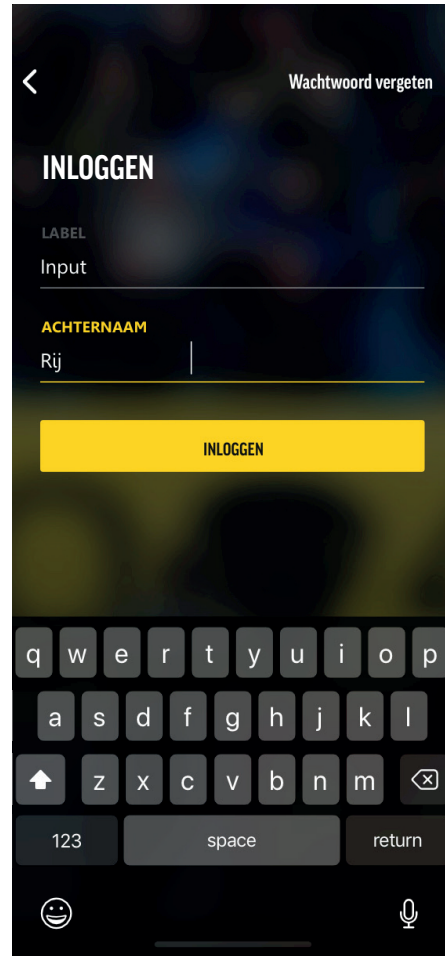 Wachtwoord vergeten
INLOGGEN
LABEL
Input
ACHTERNAAM
Rij
INLOGGEN
q w e r t y u i o p
a s d f g h j k l
z x c v b n m
123 space return